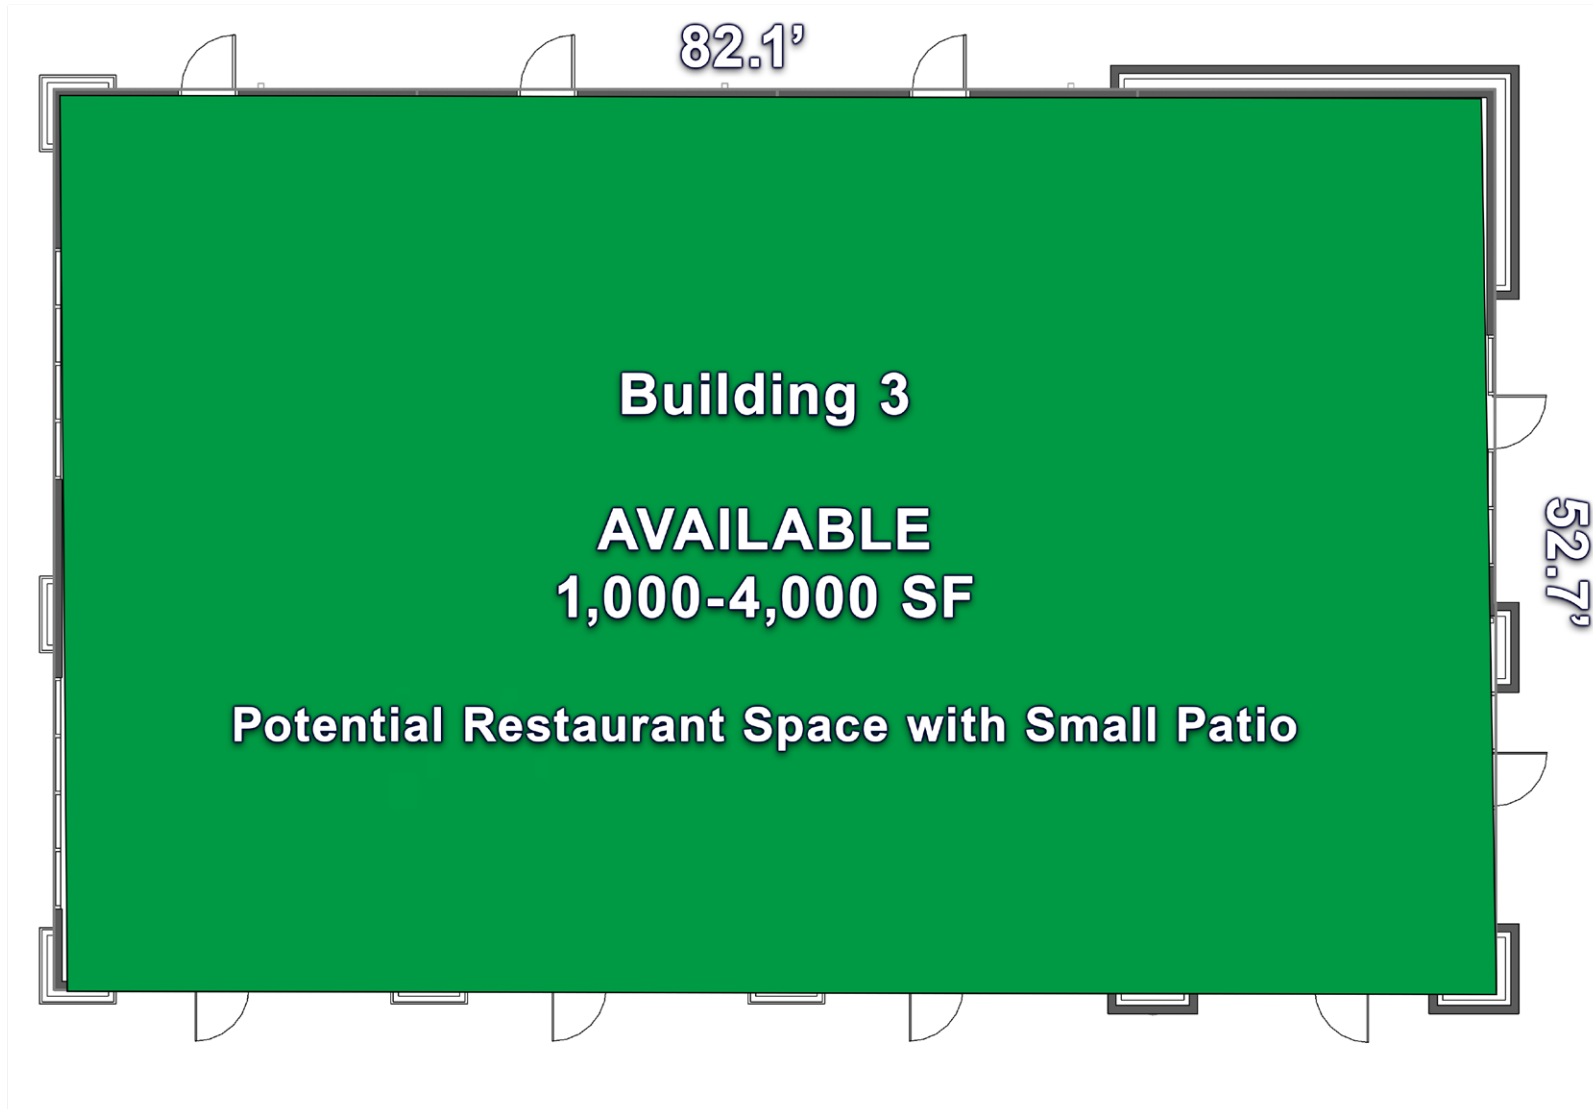 82.1’
Building 3
AVAILABLE
1,000-4,000 SF
52.7’
Potential Restaurant Space with Small Patio